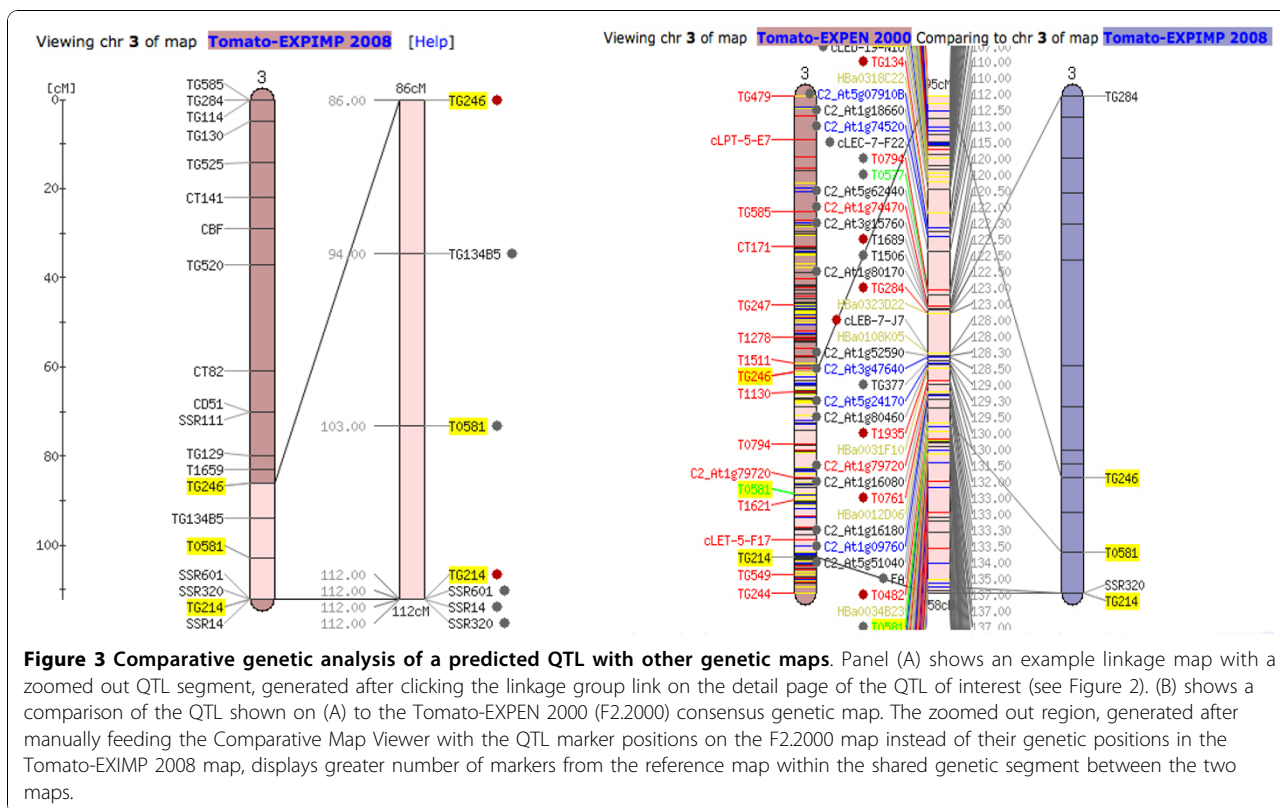 Viewing chr 3 of map Tomato-EXPIMP 2008 [Help]
[cM]
3
0
20
40
60
80
100
TG585
TG284
TG114
TG130
TG525
CT141
CBF
TG520
CT82
CD51
SSR111
TG129
T1659
TG246
TG134B5
T0581
SSR601
SSR320
TG214
SSR14
86cM
86.00
94.00
103.00
112.00
112.00
112.00
112.00
112cM
TG246
TG134B5
T0581
TG214
SSR601
SSR14
SSR320
Viewing chr 3 of map Tomato-EXPEN 2000 Comparing to chr 3 of map Tomato-EXPIMP 2008
3
TG479
cLPT-5-E7
TG585
CT171
TG247
T1278
T1511
TG246
T1130
T0794
C2_At1g79720
T0581
T1621
cLET-5-F17
TG214
TG549
TG244
cLED-19-N16
TG134
HBa0318C22
C2_At5g07910B
C2_At1g18660
C2_At1g74520
cLEC-7-F22
T0794
T0577
C2_At5g62440
C2_At1g74470
C2_At3g15760
T1689
T1506
C2_At1g80170
TG284
HBa0323D22
cLEB-7-J7
HBa0108K05
C2_At1g52590
C2_At3g47640
TG377
C2_At5g24170
C2_At1g80460
T1935
HBa0031F10
C2_At1g79720
C2_At1g16080
T0761
HBa0012D06
C2_At1g16180
C2_At1g09760
C2_At5g51040
FA
T0482
HBa0034B23
T0581
107.00
110.00
112.00
112.50
113.00
115.00
120.00
120.00
120.50
122.00
122.30
122.50
122.50
123.00
123.00
128.00
128.00
128.30
128.50
129.00
129.50
130.00
130.00
131.50
132.00
133.00
133.00
133.30
133.50
134.00
135.00
137.00
137.00
137.00
3
TG284
TG246
T0581
SSR320
TG214
Figure 3 Comparative genetic analysis of a predicted QTL with other genetic maps. Panel (A) shows an example linkage map with a
zoomed out QTL segment, generated after clicking the linkage group link on the detail page of the QTL of interest (see Figure 2). (B) shows a
comparison of the QTL shown on (A) to the Tomato-EXPEN 2000 (F2.2000) consensus genetic map. The zoomed out region, generated after
manually feeding the Comparative Map Viewer with the QTL marker positions on the F2.2000 map instead of their genetic positions in the
Tomato-EXIMP 2008 map, displays greater number of markers from the reference map within the shared genetic segment between the two
maps.